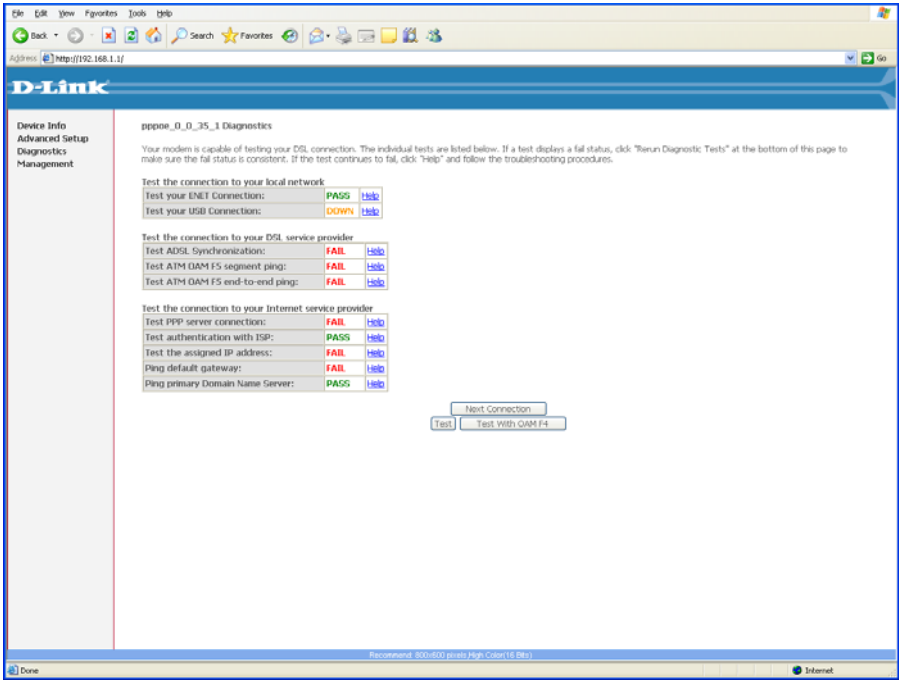 File Edit View Favorites Tools Help
Back Search Favorites
Address http://192.168.1.1/ Go
D-Link
Device Info
Advanced Setup
Diagnostics
Management
pppoe_0_0_35_1 Diagnostics
Your modem is capable of testing your DSL connection. The individual tests are listed below. If a test displays a fail status, click "Rerun Diagnostic Tests" at the bottom of this page to
make sure the fail status is consistent. If the test continues to fail, click "Help" and follow the troubleshooting procedures.
Test the connection to your local network
Test your ENET Connection: PASS Help
Test your USB Connection: DOWN Help
Test the connection to your DSL service provider
Test ADSL Synchronization: FAIL Help
Test ATM OAM F5 segment ping: FAIL Help
Test ATM OAM F5 end-to-end ping: FAIL Help
Test the connection to your Internet service provider
Test PPP server connection: FAIL Help
Test authentication with ISP: PASS Help
Test the assigned IP address: FAIL Help
Ping default gateway: FAIL Help
Ping primary Domain Name Server: PASS Help
Next Connection
Test Test With OAM F4
Recommend: 800x600 pixels,High Color(16 Bits)
Done Internet